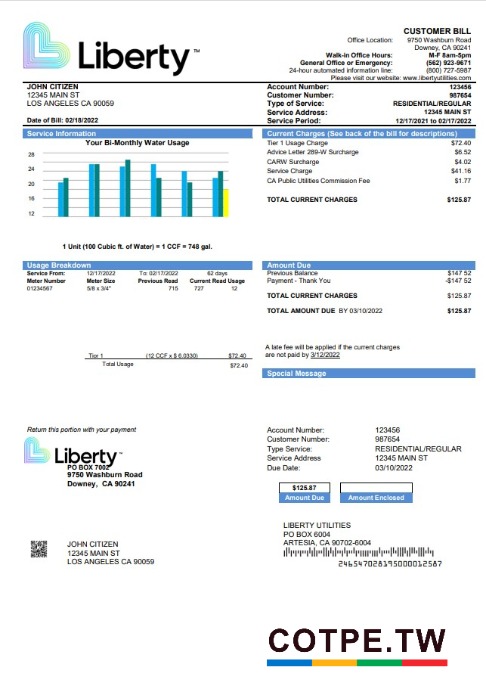 CUSTOMER BILL
Liberty™
Office Location: 9750 Washburn Road
Downey, CA 90241
Walk-in Office Hours: M-F 8am-5pm
General Office or Emergency: (562) 923-9671
24-hour automated information line: (800) 727-5987
Please visit our website: www.libertyutilities.com
JOHN CITIZEN
12345 MAIN ST
LOS ANGELES CA 90059
Date of Bill: 02/18/2022
Account Number: 123456
Customer Number: 987654
Type of Service: RESIDENTIAL/REGULAR
Service Address: 12345 MAIN ST
Service Period: 12/17/2021 to 02/17/2022
Service Information
Your Bi-Monthly Water Usage
28
24
20
16
12
1 Unit (100 Cubic ft. of Water) = 1 CCF = 748 gal.
Current Charges (See back of the bill for descriptions)
Tier 1 Usage Charge $72.40
Advice Letter 289-W Surcharge $6.52
CARW Surcharge $4.02
Service Charge $41.16
CA Public Utilities Commission Fee $1.77
TOTAL CURRENT CHARGES $125.87
Usage Breakdown
Service From: 12/17/2022 To: 02/17/2022 62 days
Meter Number Meter Size Previous Read Current Read Usage
01234567 5/8 x 3/4" 715 727 12
Tier 1 (12 CCF x $ 6.0330) $72.40
Total Usage $72.40
Amount Due
Previous Balance $147.52
Payment - Thank You -$147.52
TOTAL CURRENT CHARGES $125.87
TOTAL AMOUNT DUE BY 03/10/2022 $125.87
A late fee will be applied if the current charges
are not paid by 3/12/2022
Special Message
Return this portion with your payment
Liberty™
PO BOX 7002
9750 Washburn Road
Downey, CA 90241
Account Number: 123456
Customer Number: 987654
Type Service: RESIDENTIAL/REGULAR
Service Address 12345 MAIN ST
Due Date: 03/10/2022
$125.87
Amount Due Amount Enclosed
LIBERTY UTILITIES
PO BOX 6004
ARTESIA, CA 90702-6004
246547028195000012587
JOHN CITIZEN
12345 MAIN ST
LOS ANGELES CA 90059
COTPE.TW